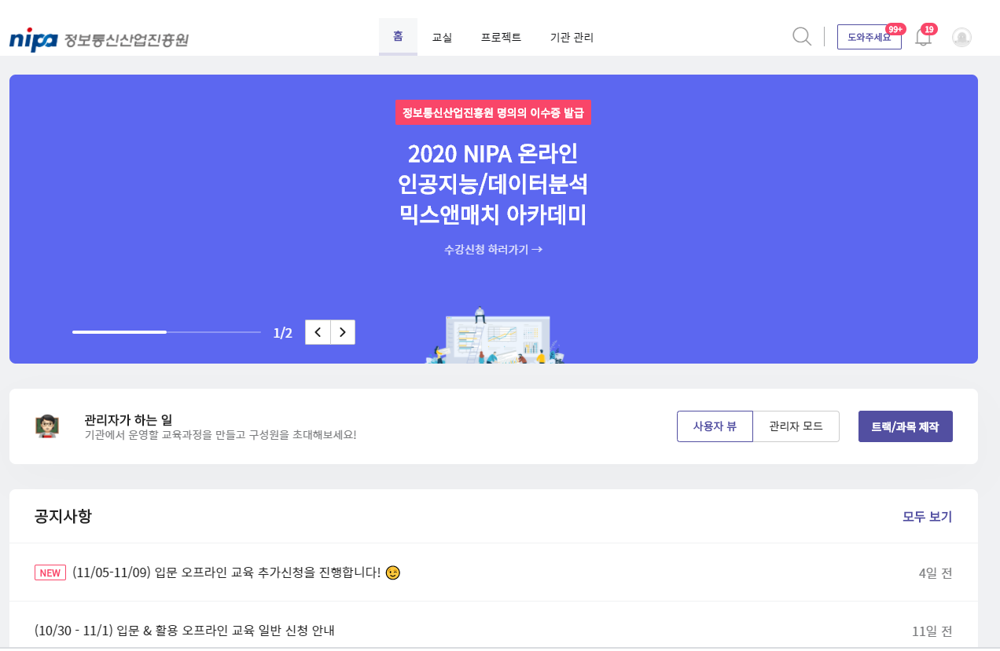 nipa 정보통신산업진흥원
홈 교실 프로젝트 기관 관리
도와주세요 99+ 19
정보통신산업진흥원 명의의 이수증 발급
2020 NIPA 온라인
인공지능/데이터분석
믹스앤매치 아카데미
수강신청 하러가기 →
1/2
관리자가 하는 일
기관에서 운영할 교육과정을 만들고 구성원을 초대해보세요!
사용자 뷰 관리자 모드 트랙/과목 제작
공지사항 모두 보기
NEW (11/05-11/09) 입문 오프라인 교육 추가신청을 진행합니다! 😉 4일 전
(10/30 - 11/1) 입문 & 활용 오프라인 교육 일반 신청 안내 11일 전